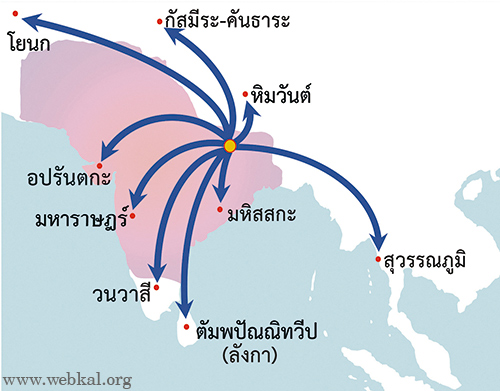 กัสมีระ-คันธาระ
โยนก
หิมวันต์
อปรันตกะ
มหาราษฎร์
มหิสสกะ
สุวรรณภูมิ
วนวาสี
ตัมพปัณณิทวีป
(ลังกา)
www.webkal.org